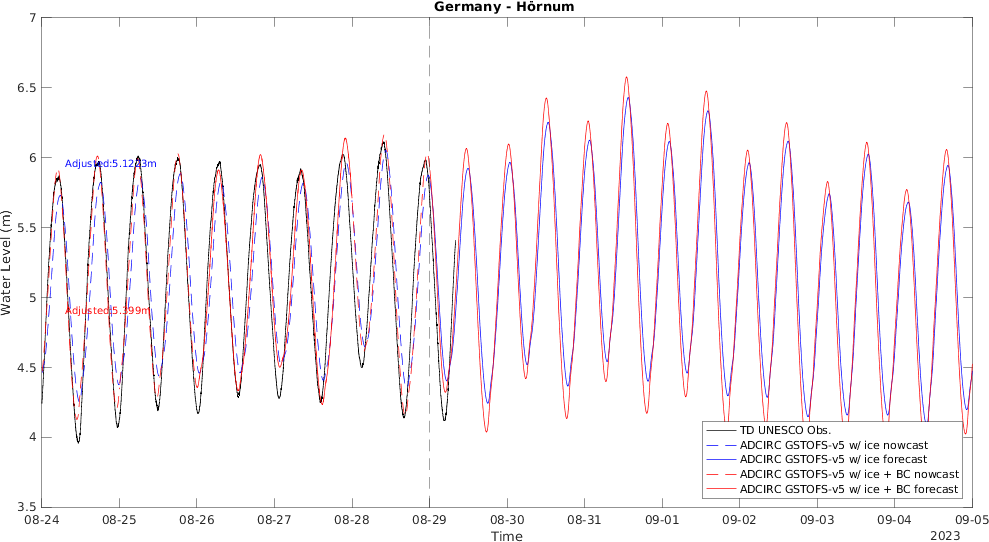 Germany - Hörnum
7
6.5
6
5.5
5
4.5
4
3.5
Water Level (m)
Adjusted:5.1223m
Adjusted:5.399m
TD UNESCO Obs.
ADCIRC GSTOFS-v5 w/ ice nowcast
ADCIRC GSTOFS-v5 w/ ice forecast
ADCIRC GSTOFS-v5 w/ ice + BC nowcast
ADCIRC GSTOFS-v5 w/ ice + BC forecast
08-24 08-25 08-26 08-27 08-28 08-29 08-30 08-31 09-01 09-02 09-03 09-04 09-05
Time
2023